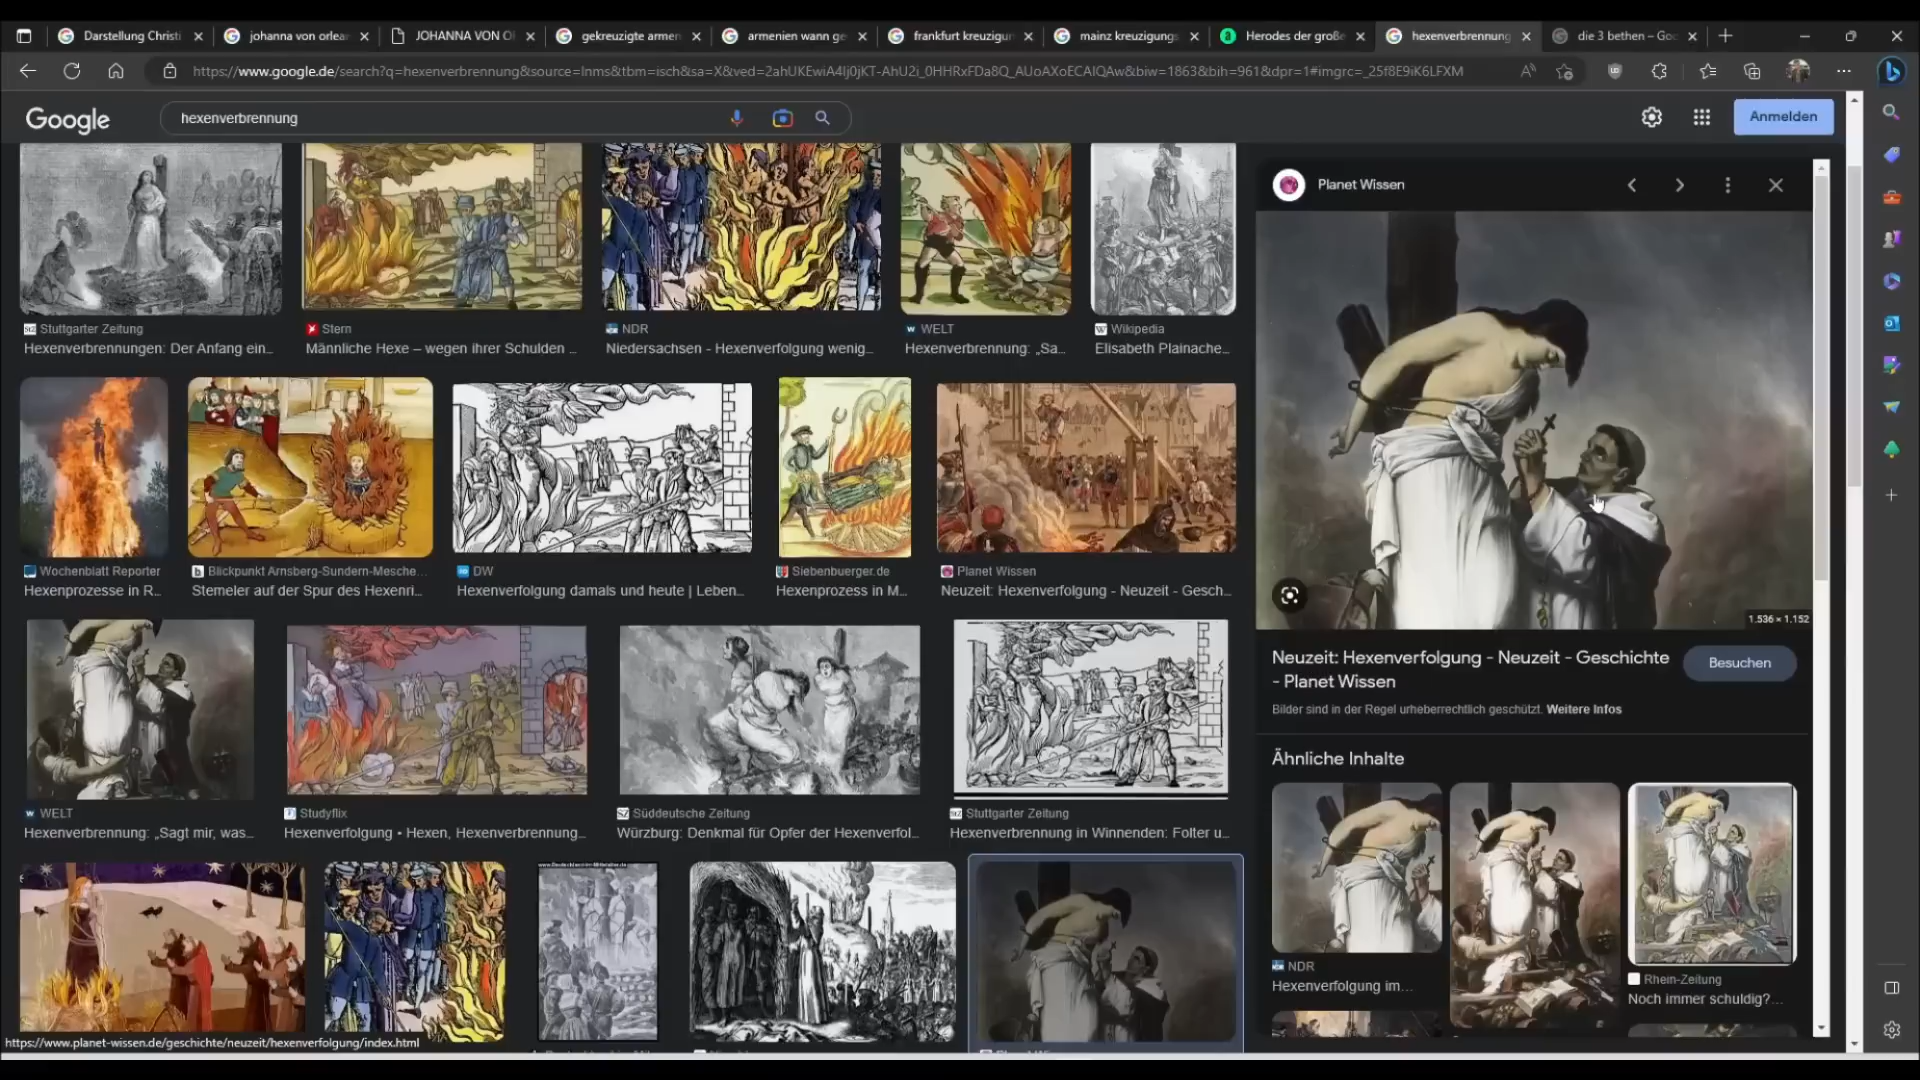 Darstellung Christi
johanna von orlean
JOHANNA VON OR
gekreuzigte armen
armenien wann ge
frankfurt kreuzigun
mainz kreuzigungs
Herodes der große
hexenverbrennung
die 3 bethen – Goo
https://www.google.de/search?q=hexenverbrennung&source=lnms&tbm=isch&sa=X&ved=2ahUKEwiA4Ij0jKT-AhU2i_0HHRxFDa8Q_AUoAXoECAIQAw&biw=1863&bih=961&dpr=1#imgrc=_25f8E9iK6LFXM
Google
hexenverbrennung
Anmelden
Stuttgarter Zeitung
Hexenverbrennungen: Der Anfang ein...
Stern
Männliche Hexe – wegen ihrer Schulden ...
NDR
Niedersachsen - Hexenverfolgung wenig...
WELT
Hexenverbrennung: „Sa...
Wikipedia
Elisabeth Plainache...
Wochenblatt Reporter
Hexenprozesse in R...
Blickpunkt Arnsberg-Sundern-Mesche...
Stemeler auf der Spur des Hexenri...
DW
Hexenverfolgung damals und heute | Leben...
Siebenbuerger.de
Hexenprozess in M...
Planet Wissen
Neuzeit: Hexenverfolgung - Neuzeit - Gesch...
WELT
Hexenverbrennung: „Sagt mir, was...
Studyflix
Hexenverfolgung • Hexen, Hexenverbrennung...
Süddeutsche Zeitung
Würzburg: Denkmal für Opfer der Hexenverfol...
Stuttgarter Zeitung
Hexenverbrennung in Winnenden: Folter u...
https://www.planet-wissen.de/geschichte/neuzeit/hexenverfolgung/index.html
Planet Wissen
1.536 × 1.152
Neuzeit: Hexenverfolgung - Neuzeit - Geschichte
- Planet Wissen
Besuchen
Bilder sind in der Regel urheberrechtlich geschützt. Weitere Infos
Ähnliche Inhalte
NDR
Hexenverfolgung im...
Rhein-Zeitung
Noch immer schuldig?...